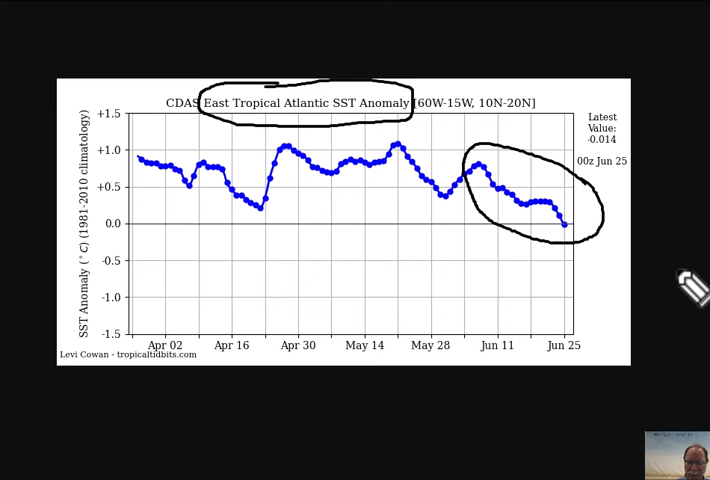 CDAS East Tropical Atlantic SST Anomaly [60W-15W, 10N-20N]
SST Anomaly (°C) (1981-2010 climatology)
+1.5
+1.0
+0.5
0.0
-0.5
-1.0
-1.5
Apr 02 Apr 16 Apr 30 May 14 May 28 Jun 11 Jun 25
Latest
Value:
-0.014
00z Jun 25
Levi Cowan - tropicaltidbits.com